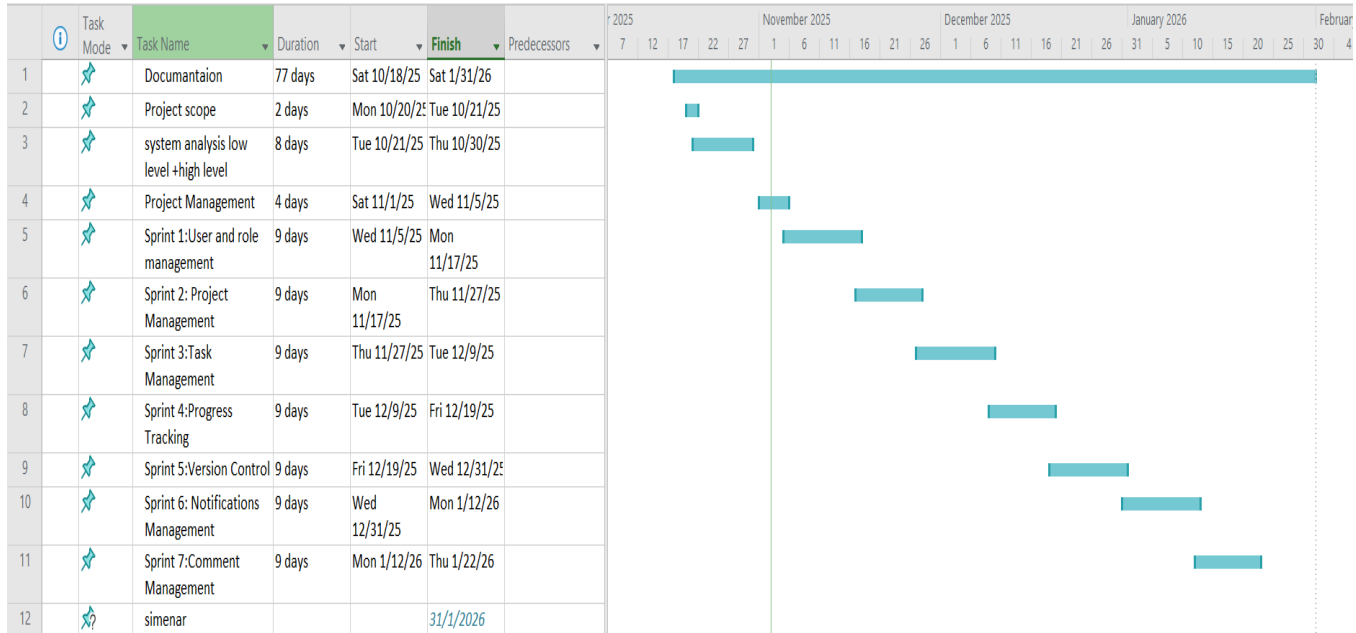 r 2025 November 2025 December 2025 January 2026 Februar
Task Mode Task Name Duration Start Finish Predecessors 7 12 17 22 27 1 6 11 16 21 26 1 6 11 16 21 26 31 5 10 15 20 25 30 4
1 Documantaion 77 days Sat 10/18/25 Sat 1/31/26
2 Project scope 2 days Mon 10/20/25 Tue 10/21/25
3 system analysis low 8 days Tue 10/21/25 Thu 10/30/25
level +high level
4 Project Management 4 days Sat 11/1/25 Wed 11/5/25
5 Sprint 1:User and role 9 days Wed 11/5/25 Mon
management 11/17/25
6 Sprint 2: Project 9 days Mon Thu 11/27/25
Management 11/17/25
7 Sprint 3:Task 9 days Thu 11/27/25 Tue 12/9/25
Management
8 Sprint 4:Progress 9 days Tue 12/9/25 Fri 12/19/25
Tracking
9 Sprint 5:Version Control 9 days Fri 12/19/25 Wed 12/31/25
10 Sprint 6: Notifications 9 days Wed Mon 1/12/26
Management 12/31/25
11 Sprint 7:Comment 9 days Mon 1/12/26 Thu 1/22/26
Management
12 ? simenar 31/1/2026